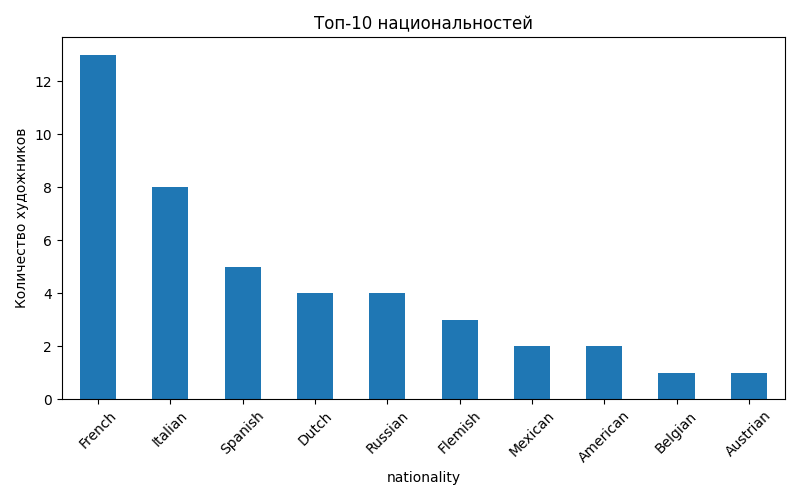 Топ-10 национальностей
Количество художников
12
10
8
6
4
2
0
French
Italian
Spanish
Dutch
Russian
Flemish
Mexican
American
Belgian
Austrian
nationality